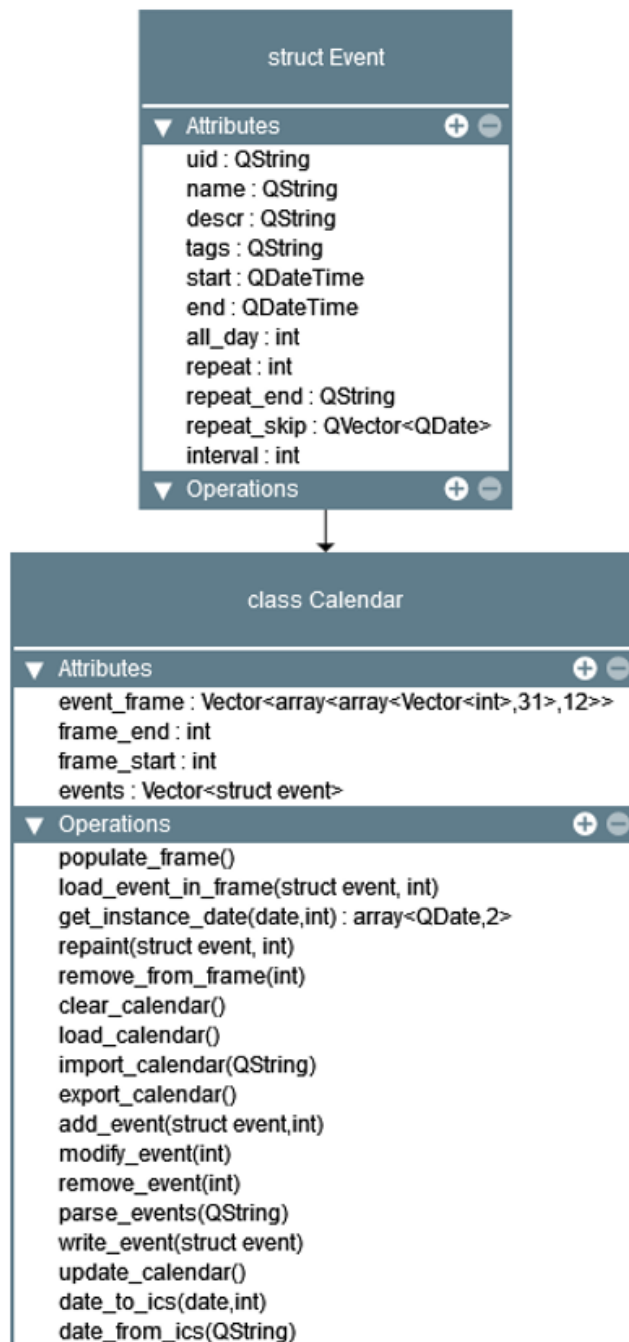 struct Event
Attributes
uid : QString
name : QString
descr : QString
tags : QString
start : QDateTime
end : QDateTime
all_day : int
repeat : int
repeat_end : QString
repeat_skip : QVector<QDate>
interval : int
Operations
class Calendar
Attributes
event_frame : Vector<array<array<Vector<int>,31>,12>>
frame_end : int
frame_start : int
events : Vector<struct event>
Operations
populate_frame()
load_event_in_frame(struct event, int)
get_instance_date(date,int) : array<QDate,2>
repaint(struct event, int)
remove_from_frame(int)
clear_calendar()
load_calendar()
import_calendar(QString)
export_calendar()
add_event(struct event,int)
modify_event(int)
remove_event(int)
parse_events(QString)
write_event(struct event)
update_calendar()
date_to_ics(date,int)
date_from_ics(QString)